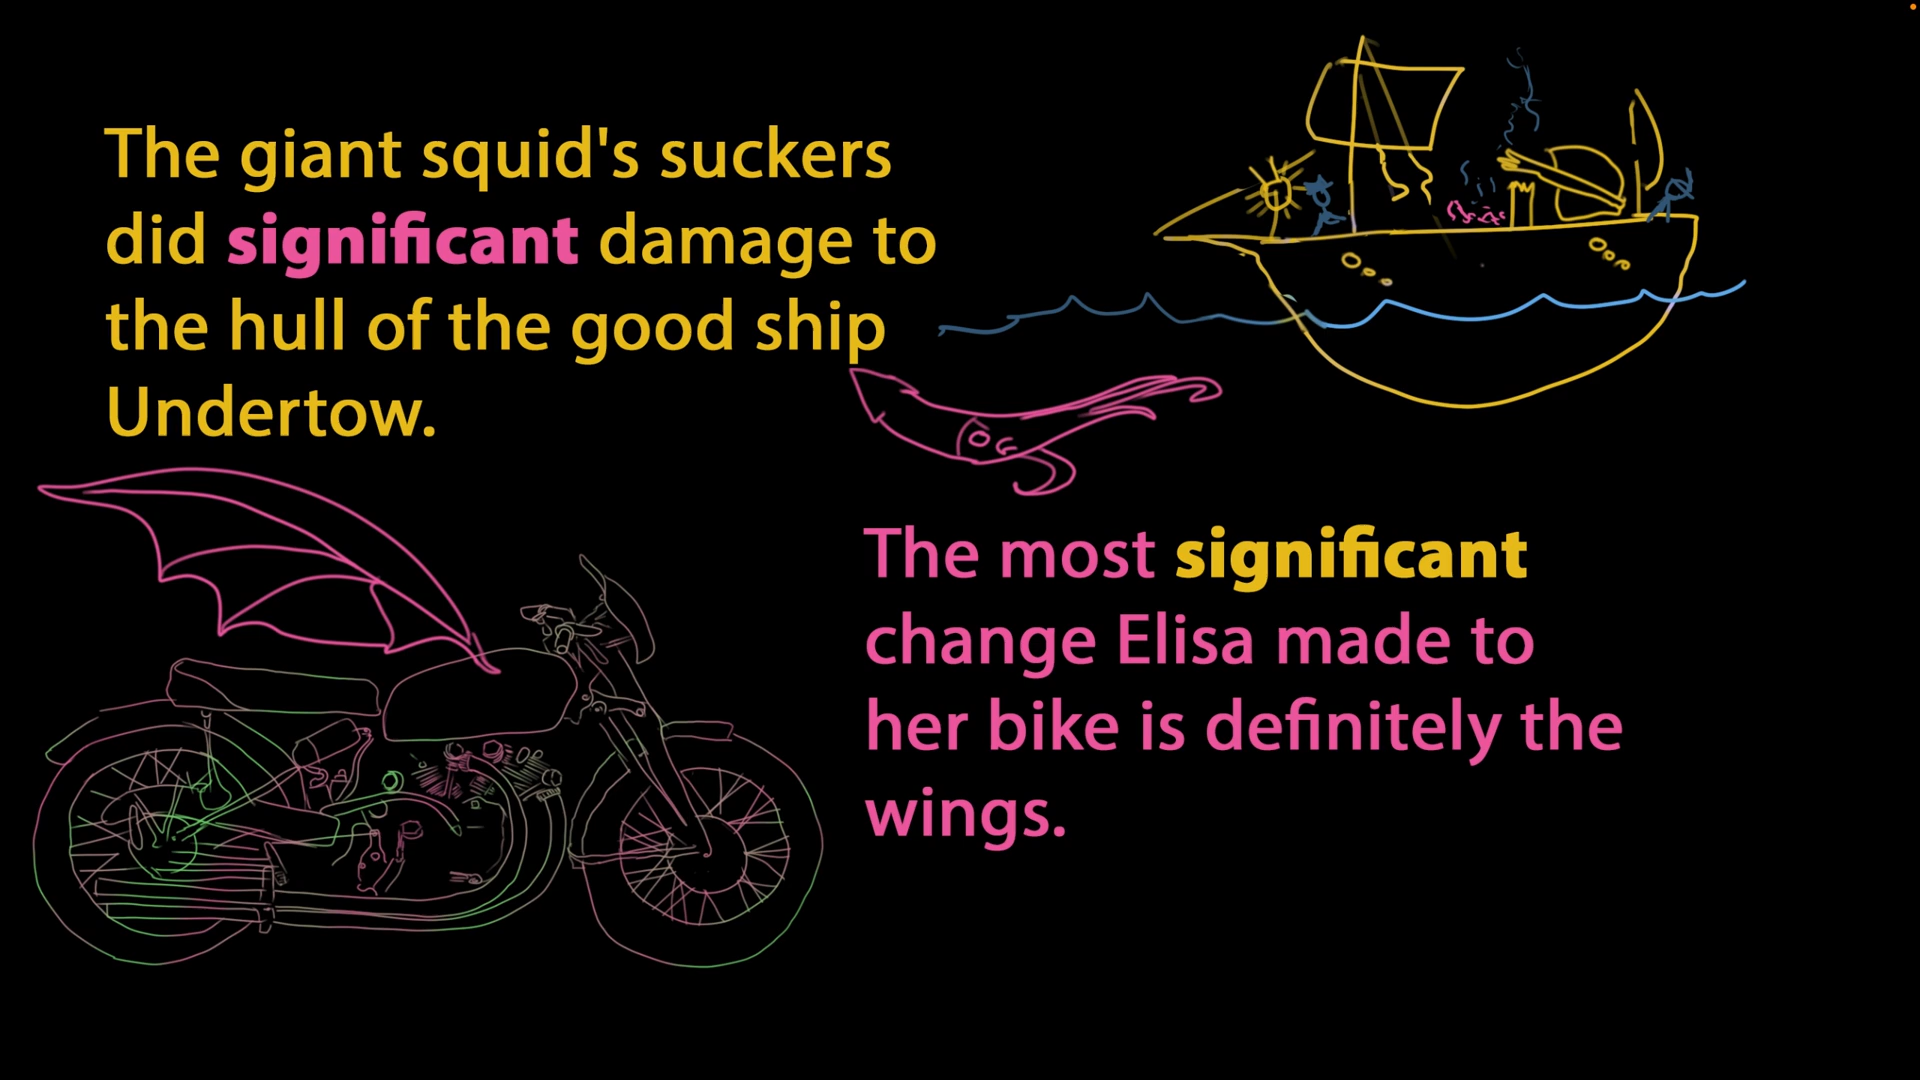 The giant squid's suckers
did significant damage to
the hull of the good ship
Undertow.
The most significant
change Elisa made to
her bike is definitely the
wings.